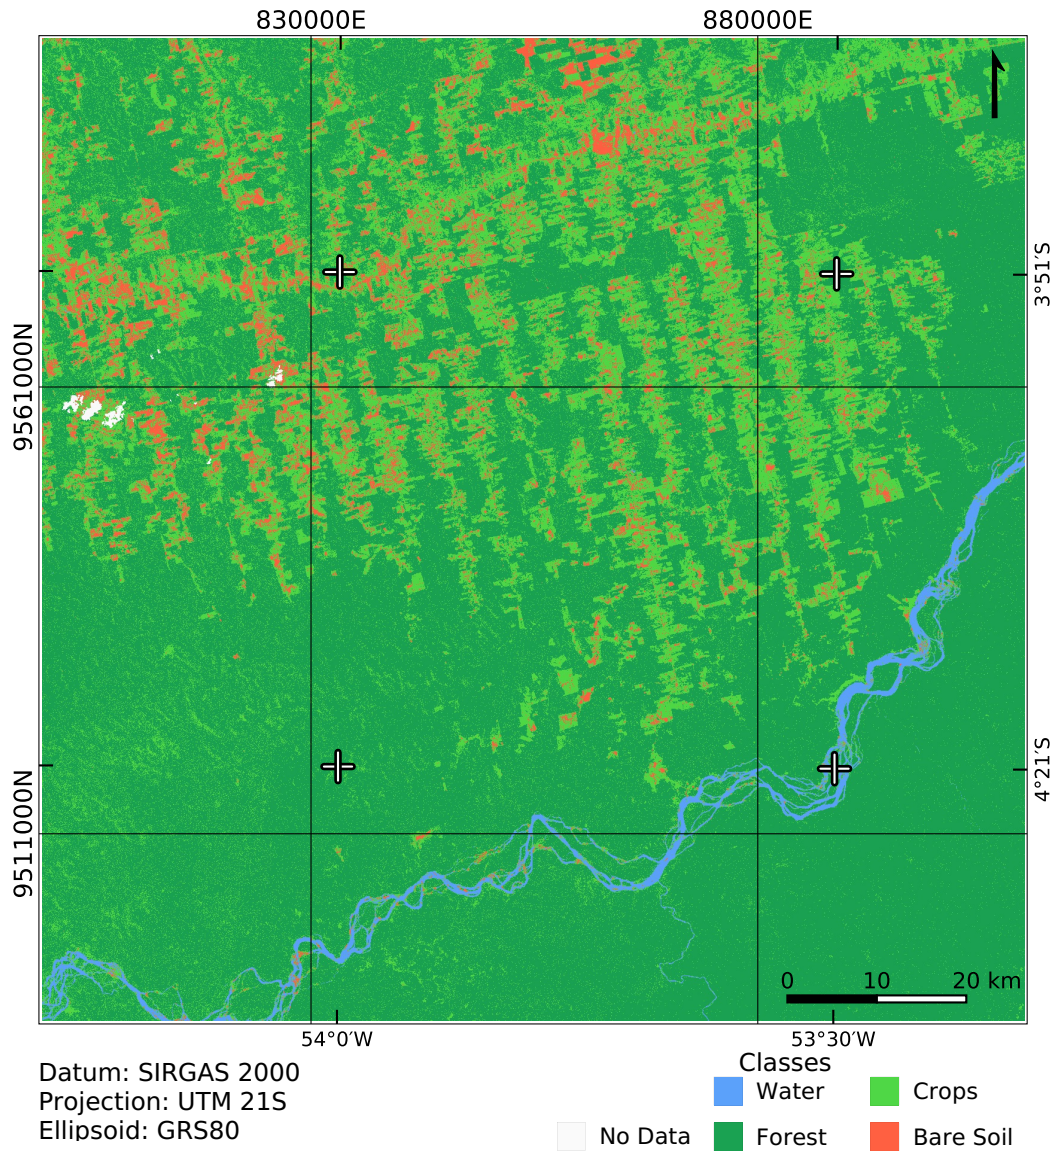 830000E 880000E
3°51'S
9561000N
4°21'S
9511000N
0 10 20 km
54°0'W 53°30'W
Classes
Datum: SIRGAS 2000
Projection: UTM 21S
Ellipsoid: GRS80
Water Crops
No Data Forest Bare Soil